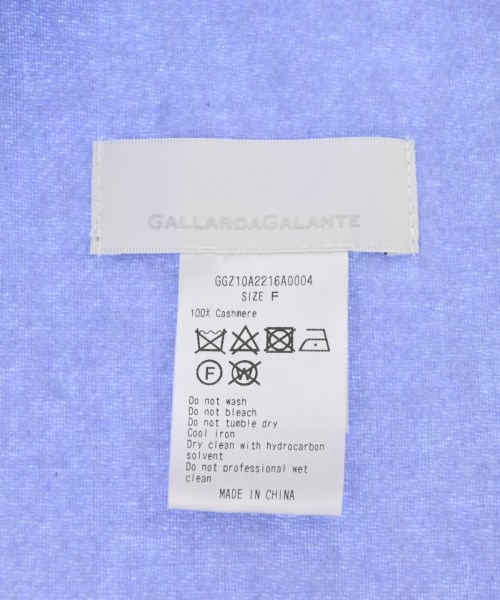 GALLARDAGALANTE
GGZ10A2216A0004
SIZE F
100% Cashmere
F
W
Do not wash
Do not bleach
Do not tumble dry
Cool iron
Dry clean with hydrocarbon
solvent
Do not professional wet
clean
MADE IN CHINA